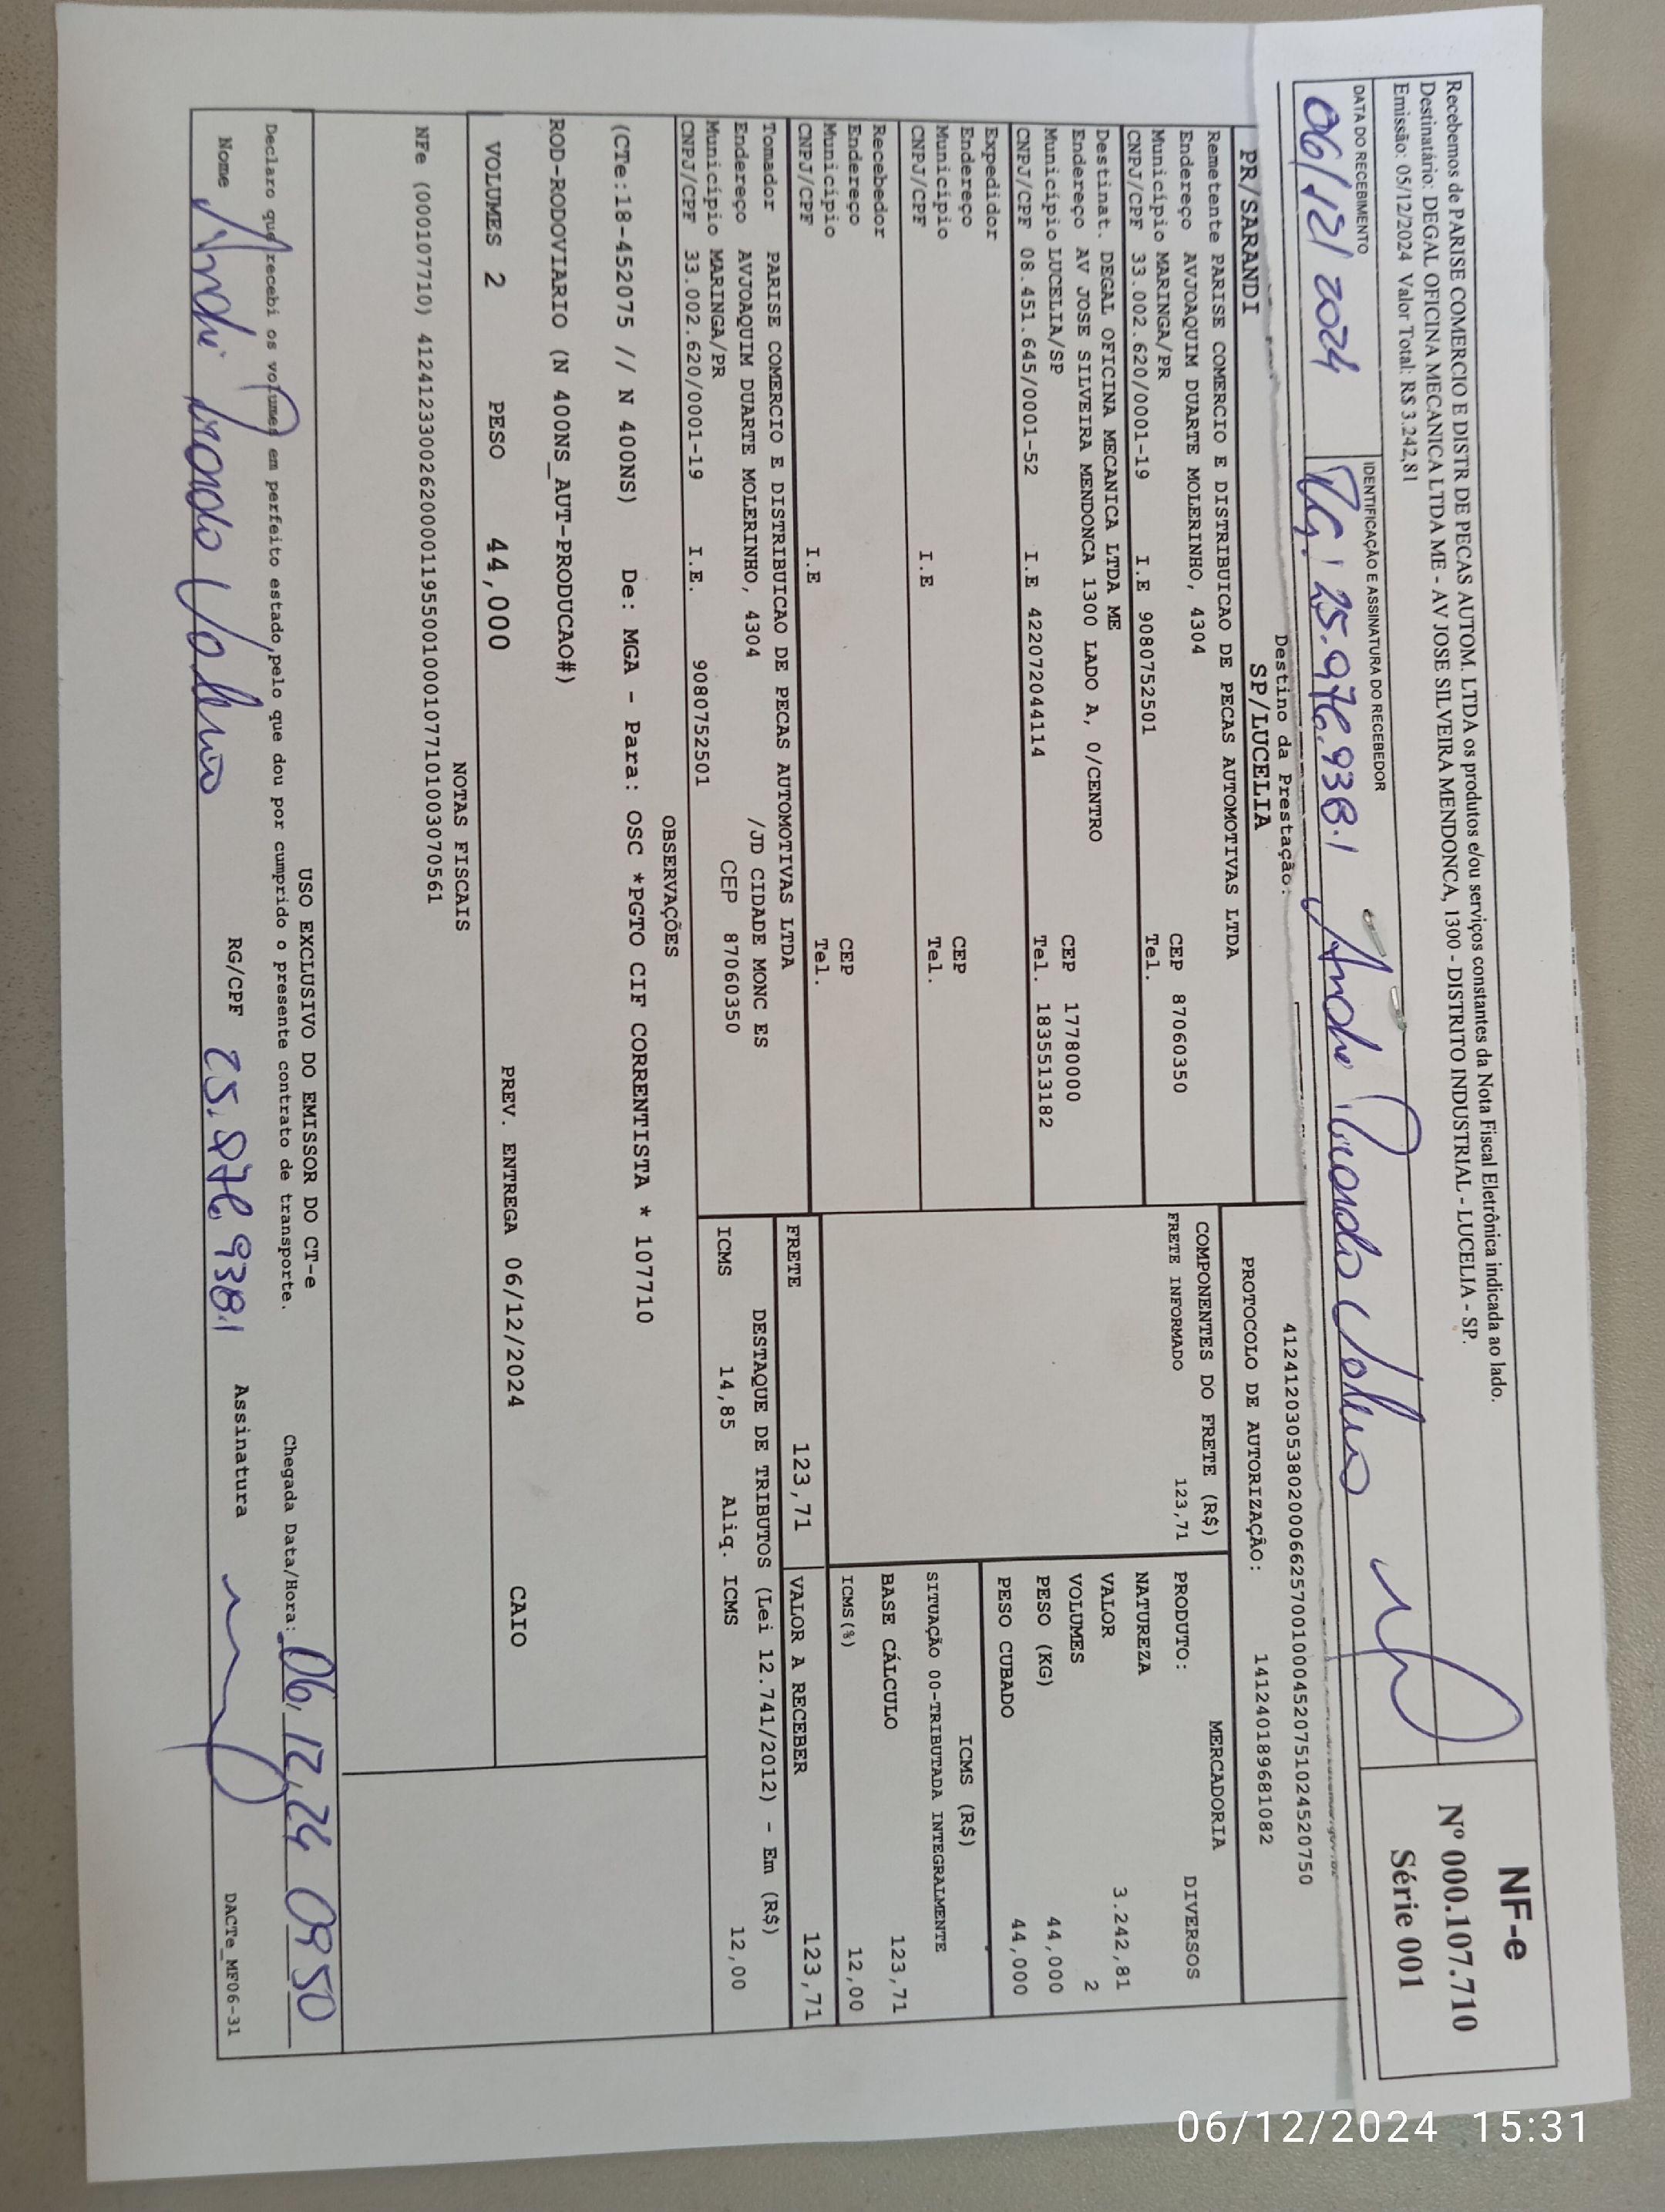 Recebemos de PARISE COMERCIO E DISTR DE PECAS AUTOM. LTDA os produtos e/ou serviços constantes da Nota Fiscal Eletrônica indicada ao lado.
Destinatário: DEGAL OFICINA MECANICA LTDA ME - AV JOSE SILVEIRA MENDONCA, 1300 - DISTRITO INDUSTRIAL - LUCELIA - SP.
Emissão: 05/12/2024 Valor Total: R$ 3.242,81
NF-e
Nº 000.107.710
Série 001
DATA DO RECEBIMENTO
IDENTIFICAÇÃO E ASSINATURA DO RECEBEDOR
06/12/2024 RG: 25.976.938.1
Destino da Prestação:
PR/SARANDI SP/LUCELIA
41241203053802000662570010004520751024520750
PROTOCOLO DE AUTORIZAÇÃO: 141240189681082
Remetente PARISE COMERCIO E DISTRIBUICAO DE PECAS AUTOMOTIVAS LTDA
Endereço AVJOAQUIM DUARTE MOLERINHO, 4304 CEP 87060350
Município MARINGA/PR Tel.
CNPJ/CPF 33.002.620/0001-19 I.E 9080752501
Destinat. DEGAL OFICINA MECANICA LTDA ME
Endereço AV JOSE SILVEIRA MENDONCA 1300 LADO A, 0/CENTRO
Município LUCELIA/SP CEP 17780000
CNPJ/CPF 08.451.645/0001-52 I.E 422072044114 Tel. 1835513182
Expedidor
Endereço
Município CEP
CNPJ/CPF I.E Tel.
Recebedor
Endereço
Município CEP
CNPJ/CPF I.E Tel.
Tomador PARISE COMERCIO E DISTRIBUICAO DE PECAS AUTOMOTIVAS LTDA
Endereço AVJOAQUIM DUARTE MOLERINHO, 4304 /JD CIDADE MONC ES
Município MARINGA/PR CEP 87060350
CNPJ/CPF 33.002.620/0001-19 I.E. 9080752501
COMPONENTES DO FRETE (R$)
FRETE INFORMADO 123,71
MERCADORIA
PRODUTO: DIVERSOS
NATUREZA
VALOR 3.242,81
VOLUMES 2
PESO (KG) 44,000
PESO CUBADO 44,000
ICMS (R$)
SITUAÇÃO 00-TRIBUTADA INTEGRALMENTE
BASE CÁLCULO 123,71
ICMS(%) 12,00
FRETE 123,71 VALOR A RECEBER 123,71
DESTAQUE DE TRIBUTOS (Lei 12.741/2012) - Em (R$)
ICMS 14,85 Aliq. ICMS 12,00
OBSERVAÇÕES
(CTe:18-452075 // N 400NS) De: MGA - Para: OSC *PGTO CIF CORRENTISTA * 107710
ROD-RODOVIARIO (N 400NS_AUT-PRODUCAO#)
VOLUMES 2 PESO 44,000 PREV. ENTREGA 06/12/2024 CAIO
NOTAS FISCAIS
NFe (000107710) 41241233002620000119550010001077101003070561
USO EXCLUSIVO DO EMISSOR DO CT-e
Declaro que recebi os volumes em perfeito estado,pelo que dou por cumprido o presente contrato de transporte.
Chegada Data/Hora: 06,12,24 09 50
Nome RG/CPF 25.976.938.1 Assinatura
DACTe_MF06-31
06/12/2024 15:31